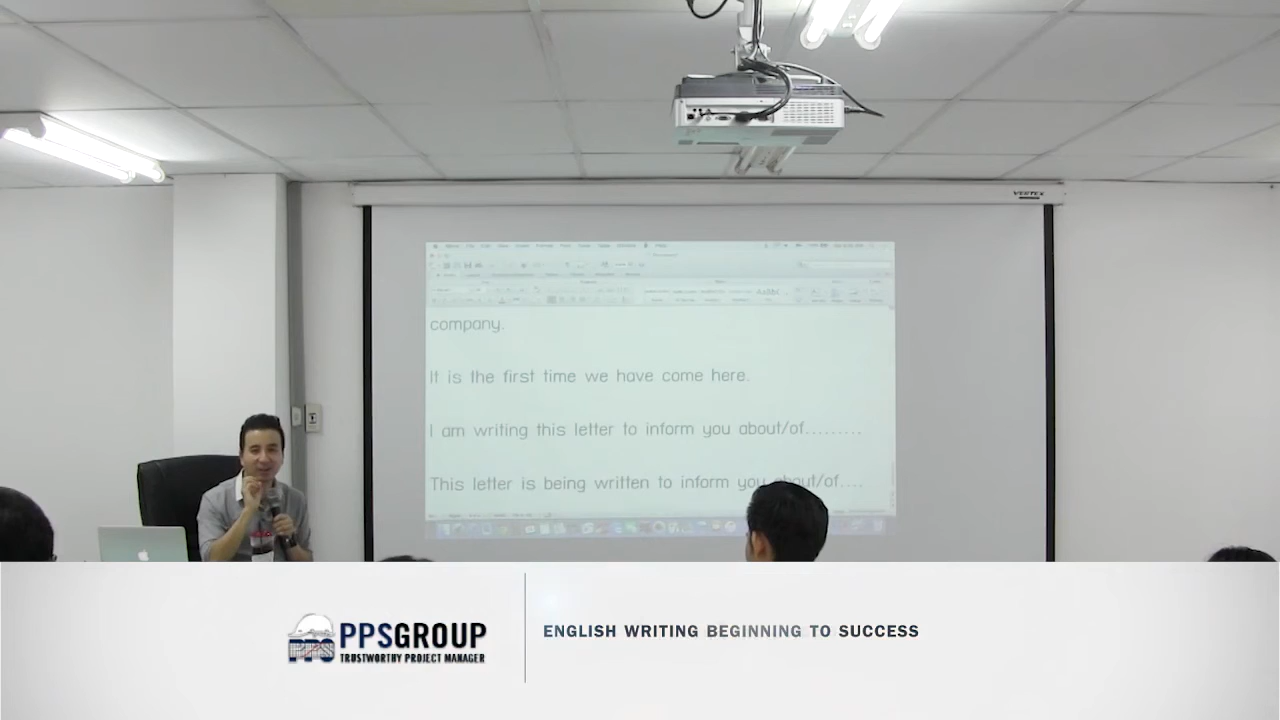 VERTEX
company.
It is the first time we have come here.
I am writing this letter to inform you about/of.........
This letter is being written to inform you about/of....
PPSGROUP
TRUSTWORTHY PROJECT MANAGER
ENGLISH WRITING BEGINNING TO SUCCESS